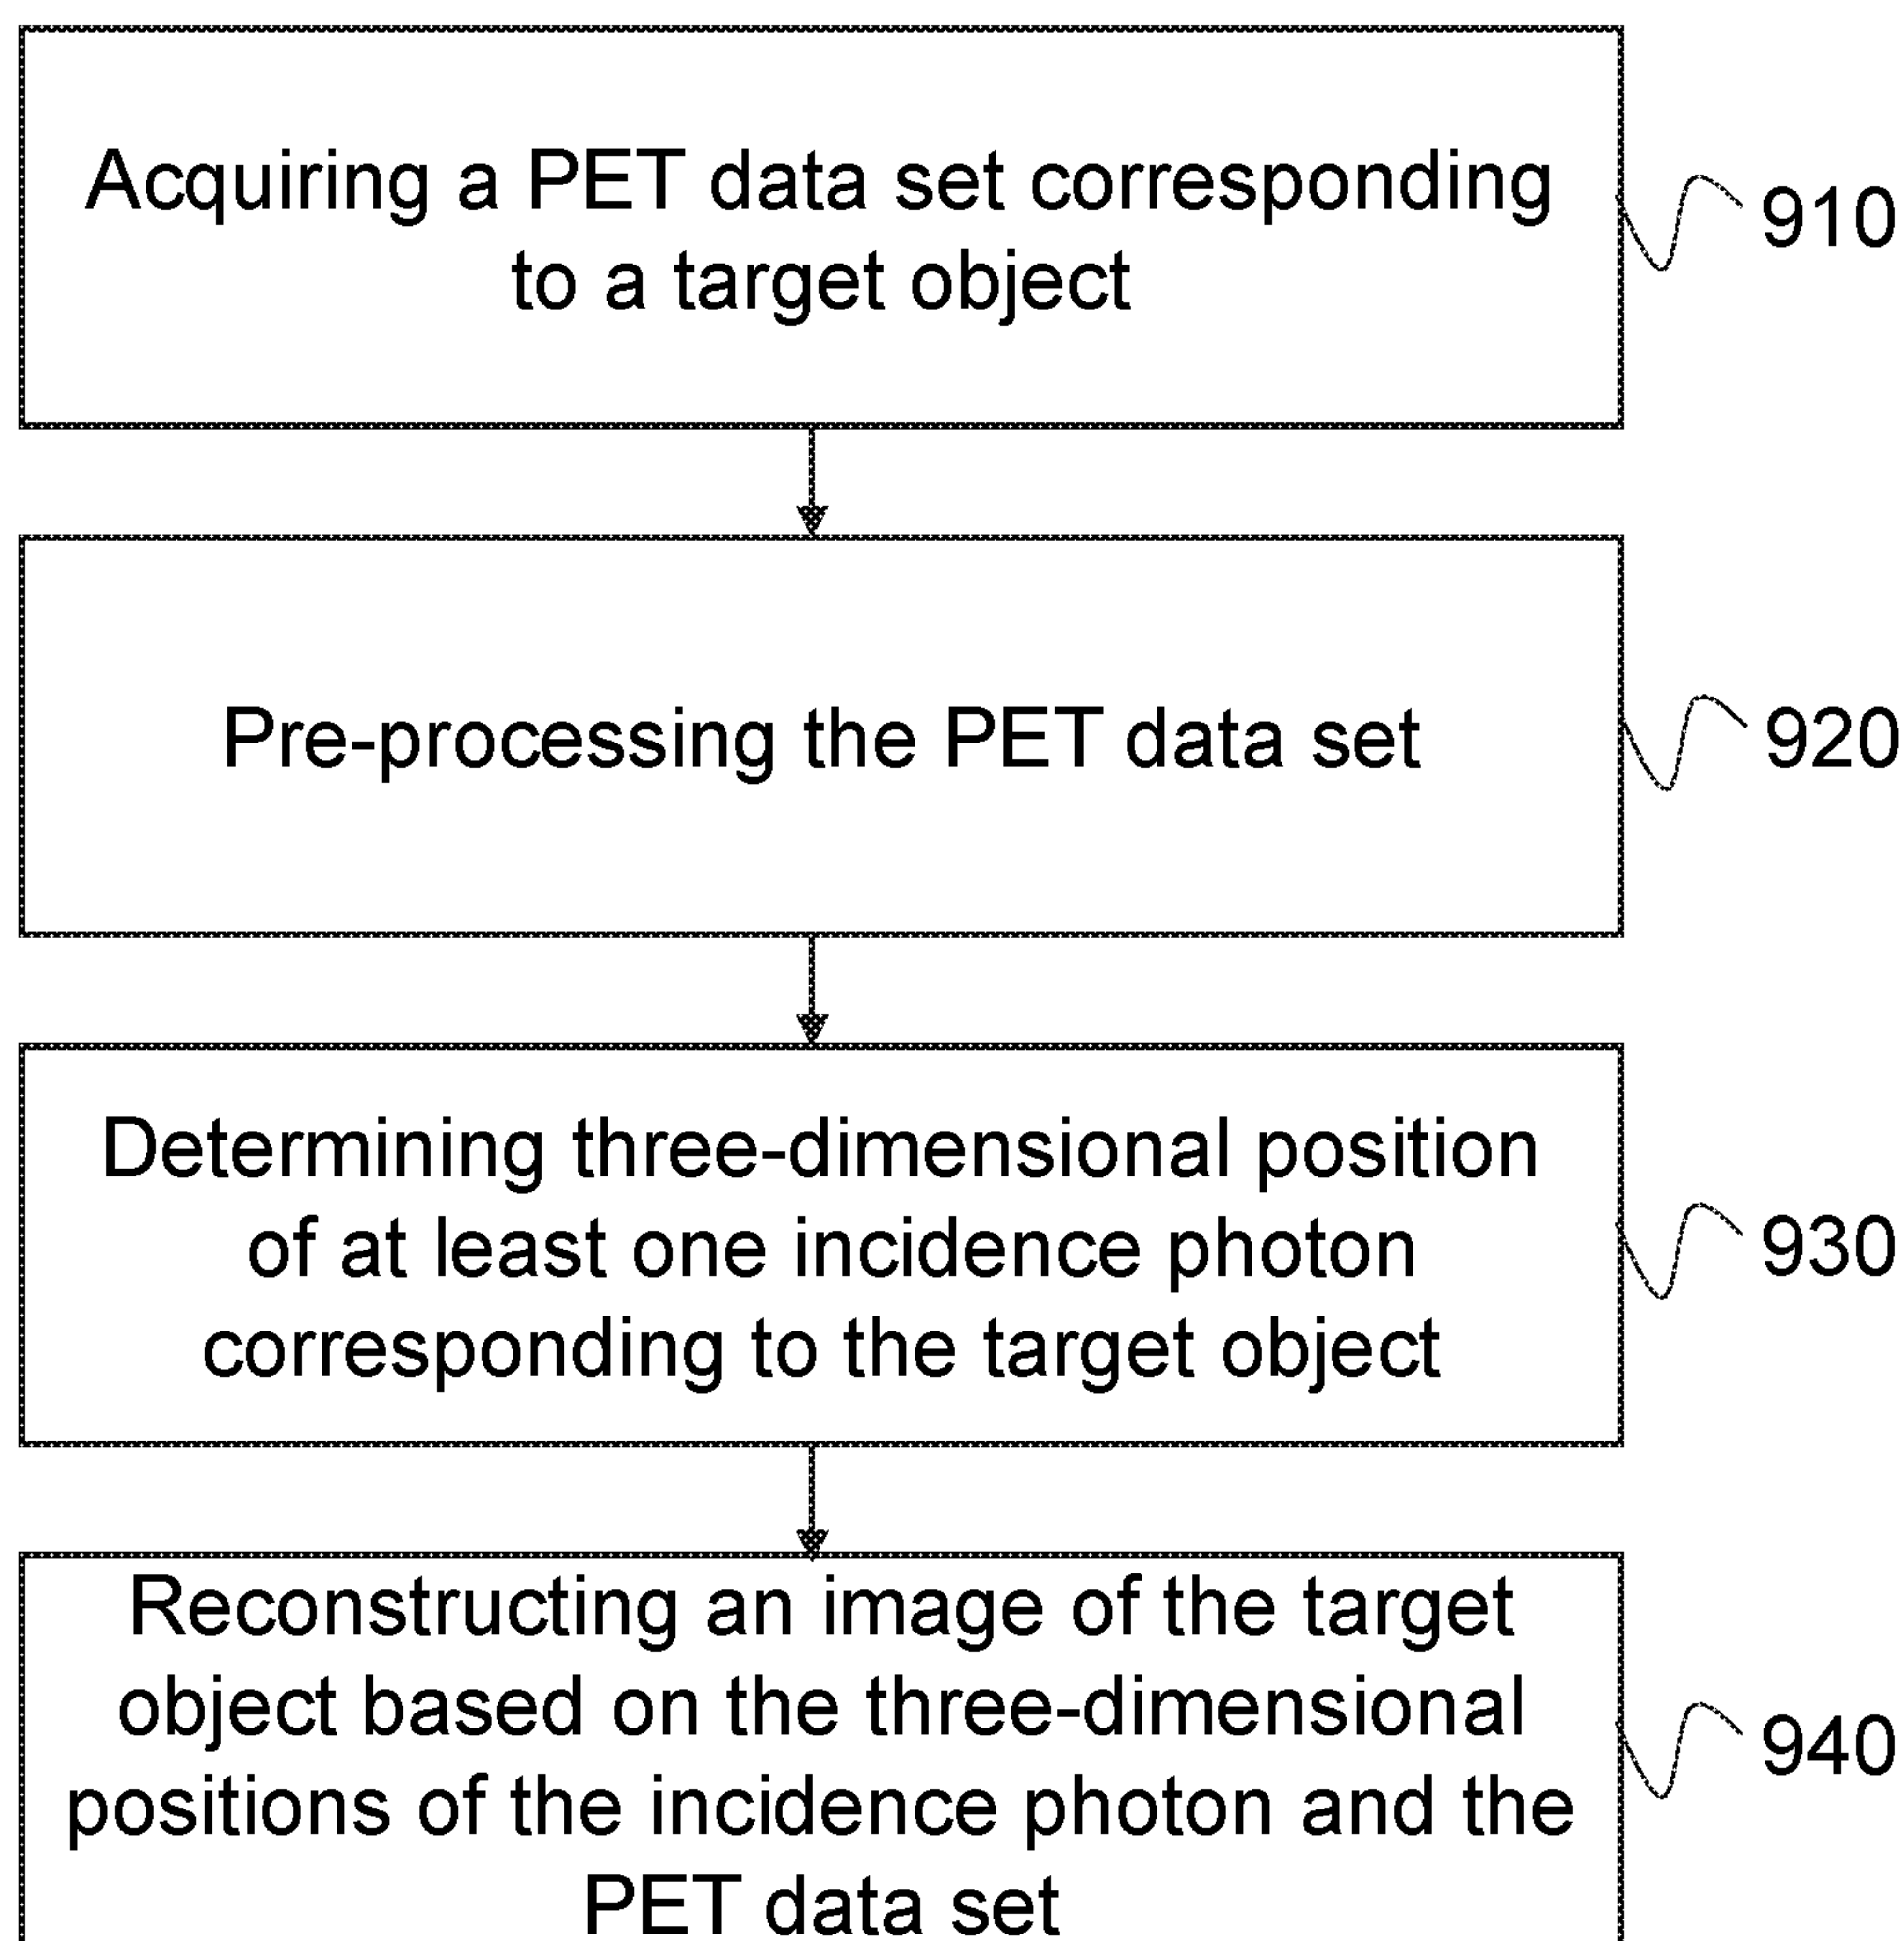 Acquiring a PET data set corresponding
to a target object
910
Pre-processing the PET data set
920
Determining three-dimensional position
of at least one incidence photon
corresponding to the target object
930
Reconstructing an image of the target
object based on the three-dimensional
positions of the incidence photon and the
PET data set
940